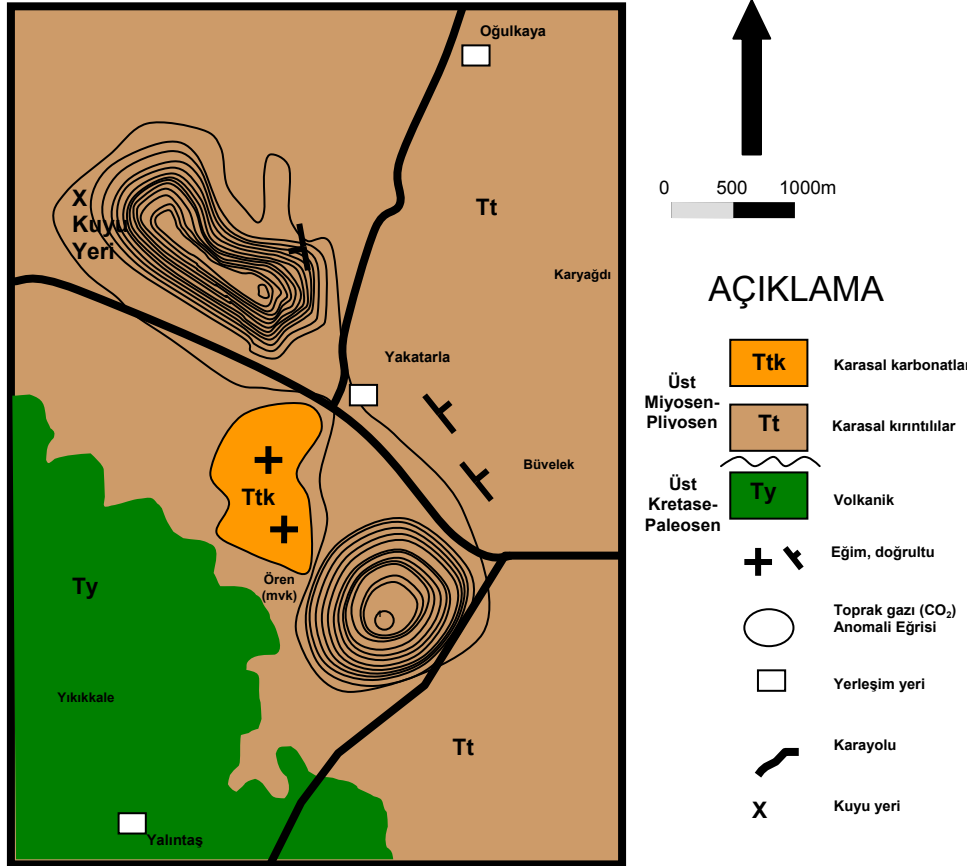 Oğulkaya
X
Kuyu
Yeri
Tt
Karyağdı
Yakatarla
Büvelek
Ttk
Ören
(mvk)
Ty
Yıkıkkale
Tt
Yalıntaş
0 500 1000m
AÇIKLAMA
Üst
Miyosen-
Pliyosen
Ttk Karasal karbonatlar
Tt Karasal kırıntılılar
Üst
Kretase-
Paleosen
Ty Volkanik
Eğim, doğrultu
Toprak gazı (CO₂)
Anomali Eğrisi
Yerleşim yeri
Karayolu
X Kuyu yeri